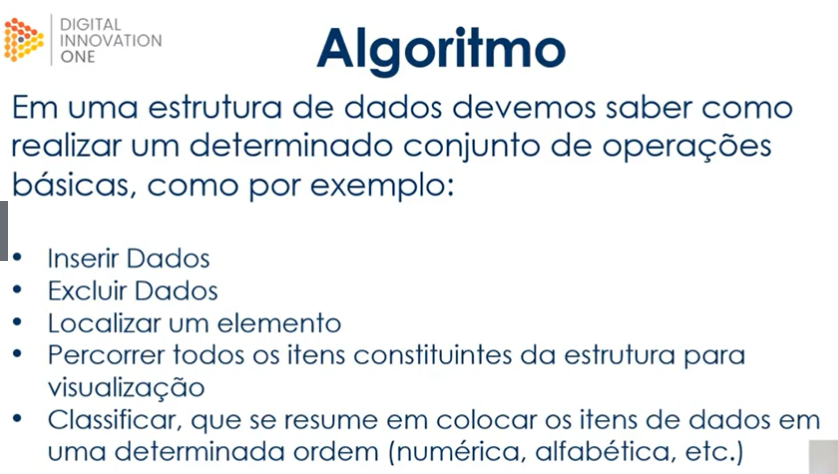 DIGITAL
INNOVATION
ONE
Algoritmo
Em uma estrutura de dados devemos saber como
realizar um determinado conjunto de operações
básicas, como por exemplo:
• Inserir Dados
• Excluir Dados
• Localizar um elemento
• Percorrer todos os itens constituintes da estrutura para
visualização
• Classificar, que se resume em colocar os itens de dados em
uma determinada ordem (numérica, alfabética, etc.)